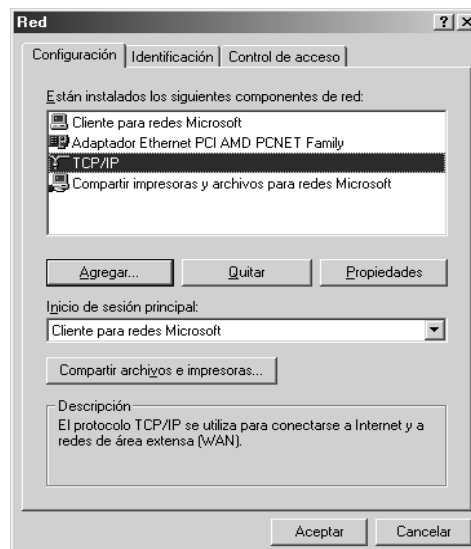 Red
Configuración Identificación Control de acceso
Están instalados los siguientes componentes de red:
Cliente para redes Microsoft
Adaptador Ethernet PCI AMD PCNET Family
TCP/IP
Compartir impresoras y archivos para redes Microsoft
Agregar... Quitar Propiedades
Inicio de sesión principal:
Cliente para redes Microsoft
Compartir archivos e impresoras...
Descripción
El protocolo TCP/IP se utiliza para conectarse a Internet y a
redes de área extensa (WAN).
Aceptar Cancelar